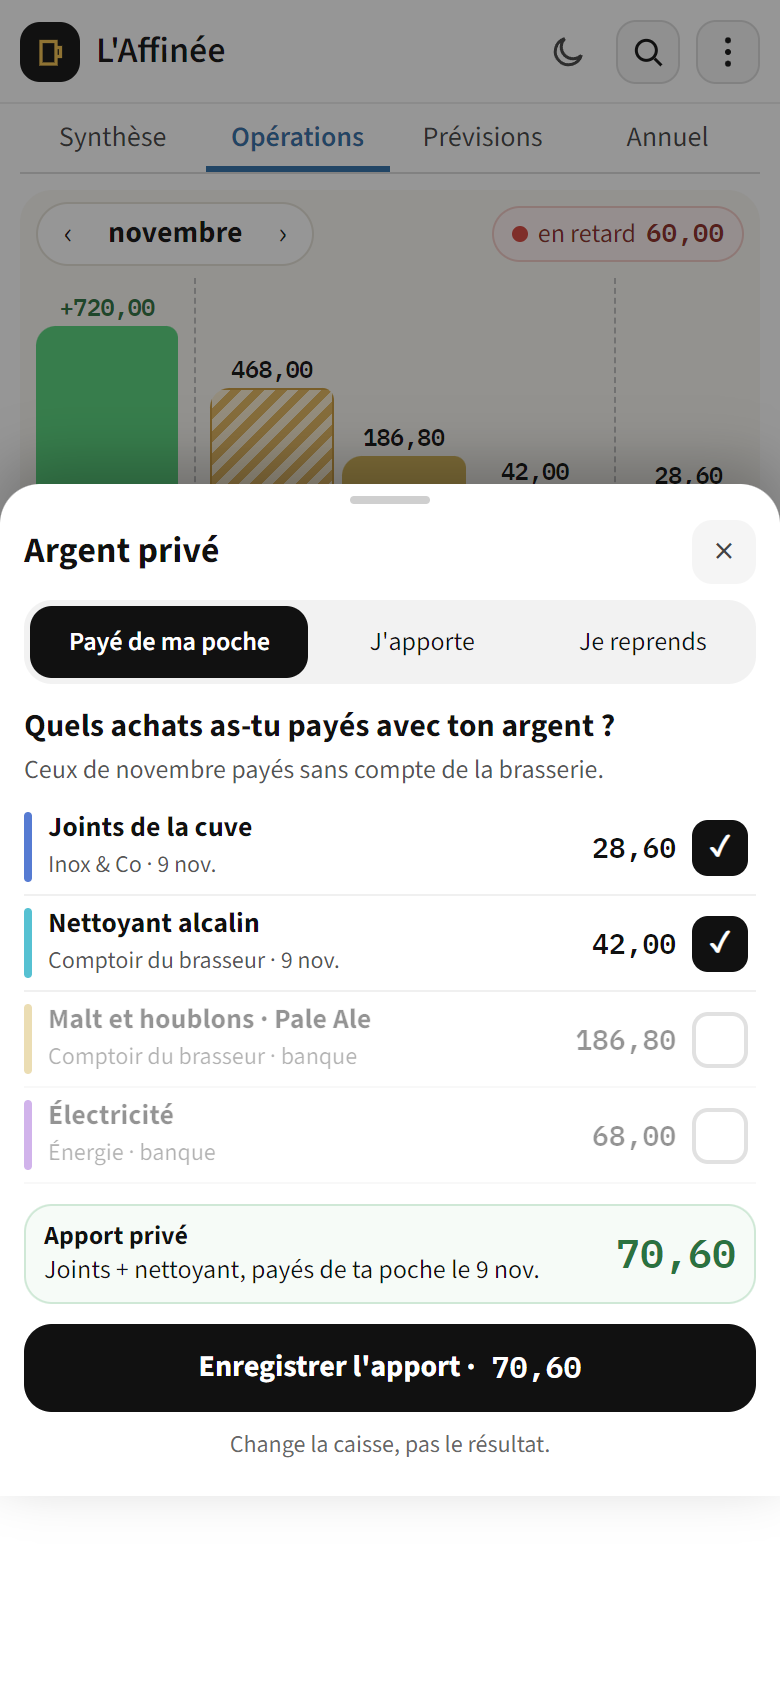 L'Affinée
Synthèse Opérations Prévisions Annuel
‹ novembre › en retard 60,00
+720,00
468,00
186,80
42,00
28,60
Argent privé ×
Payé de ma poche J'apporte Je reprends
Quels achats as-tu payés avec ton argent ?
Ceux de novembre payés sans compte de la brasserie.
Joints de la cuve
Inox & Co · 9 nov.
28,60 ✓
Nettoyant alcalin
Comptoir du brasseur · 9 nov.
42,00 ✓
Malt et houblons · Pale Ale
Comptoir du brasseur · banque
186,80
Électricité
Énergie · banque
68,00
Apport privé
Joints + nettoyant, payés de ta poche le 9 nov.
70,60
Enregistrer l'apport · 70,60
Change la caisse, pas le résultat.